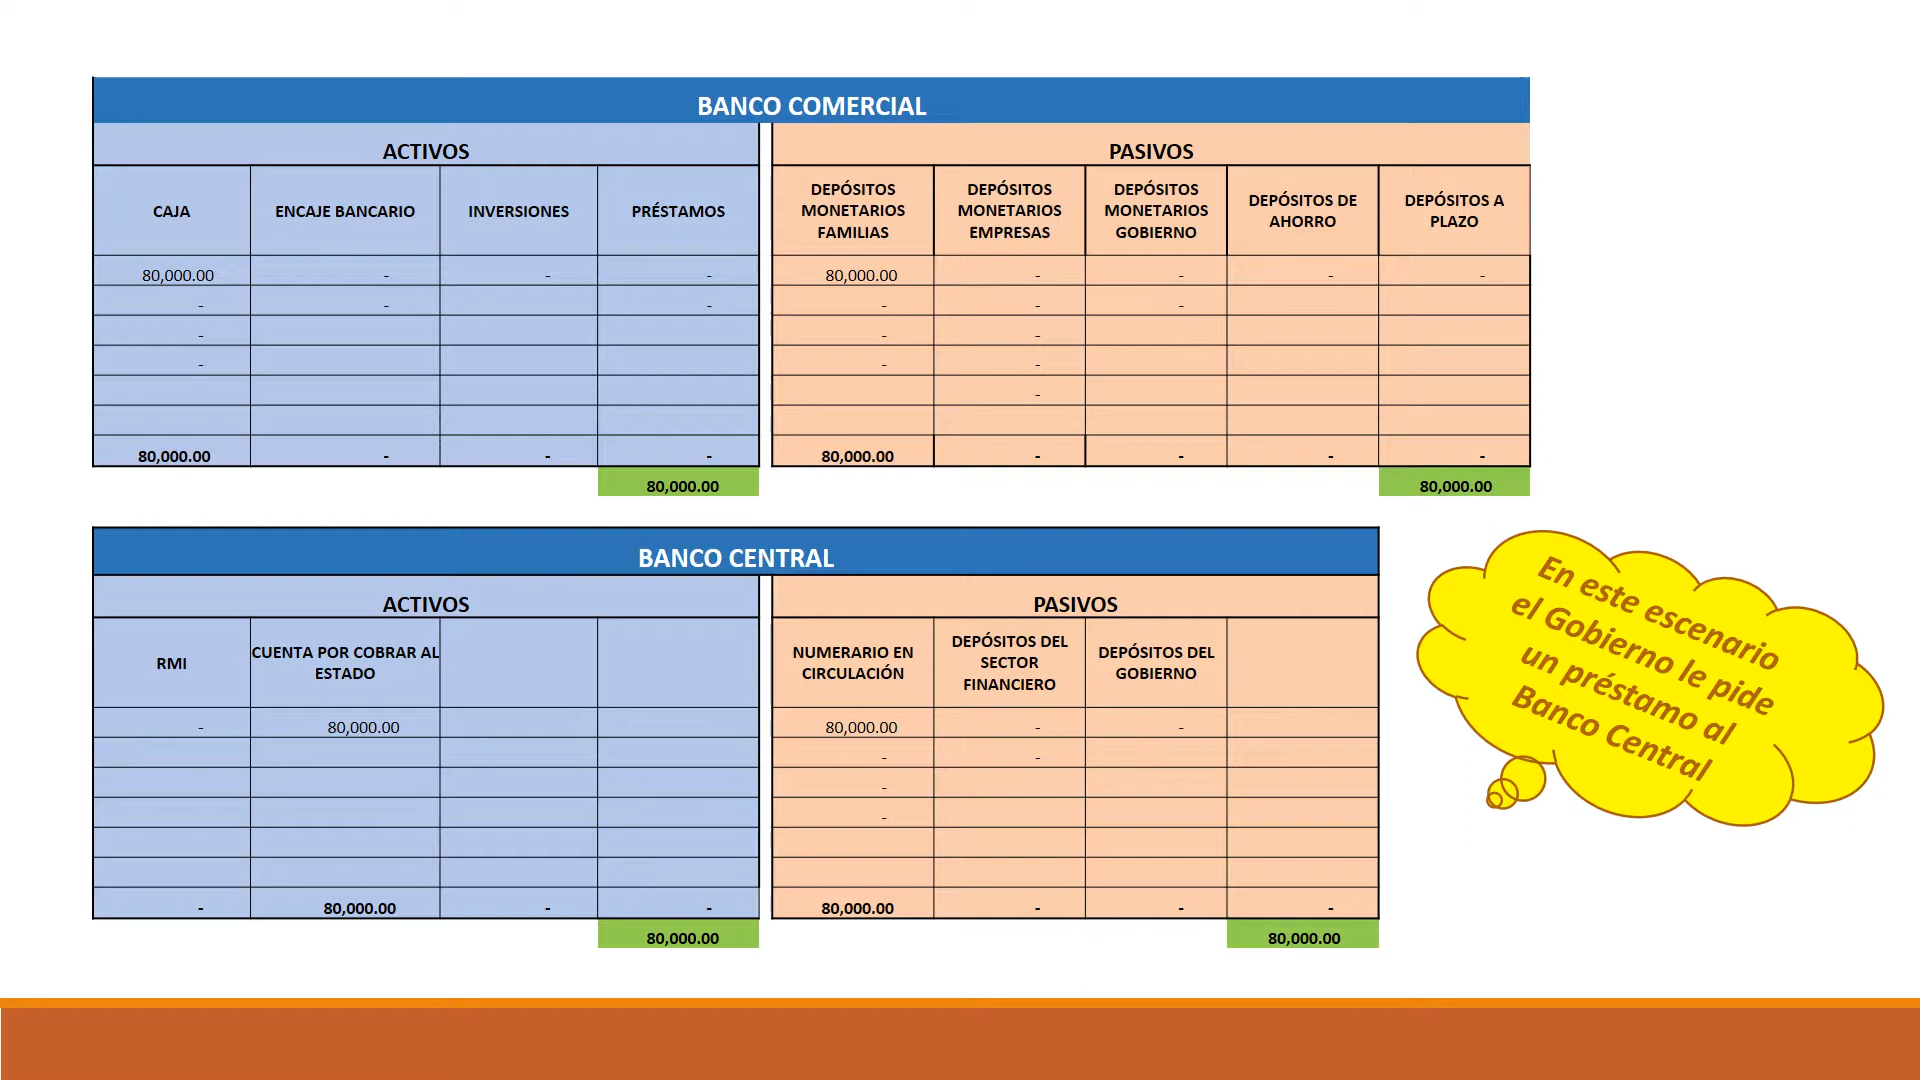 BANCO COMERCIAL
ACTIVOS PASIVOS
CAJA ENCAJE BANCARIO INVERSIONES PRÉSTAMOS DEPÓSITOS MONETARIOS FAMILIAS DEPÓSITOS MONETARIOS EMPRESAS DEPÓSITOS MONETARIOS GOBIERNO DEPÓSITOS DE AHORRO DEPÓSITOS A PLAZO
80,000.00 - - - 80,000.00 - - - -
- - - - - -
- - -
- - -
-
80,000.00 - - - 80,000.00 - - - -
80,000.00 80,000.00
BANCO CENTRAL
ACTIVOS PASIVOS
RMI CUENTA POR COBRAR AL ESTADO NUMERARIO EN CIRCULACIÓN DEPÓSITOS DEL SECTOR FINANCIERO DEPÓSITOS DEL GOBIERNO
- 80,000.00 80,000.00 - -
- -
-
-
- 80,000.00 - - 80,000.00 - - -
80,000.00 80,000.00
En este escenario
el Gobierno le pide
un préstamo al
Banco Central